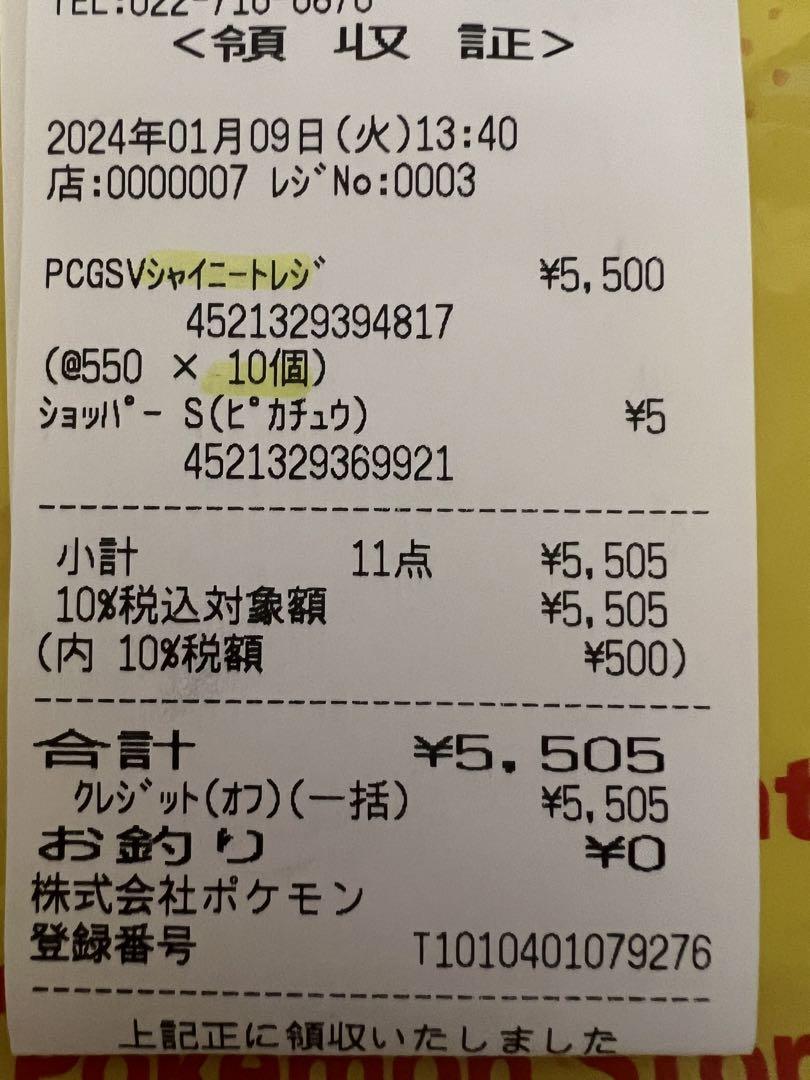 <領 収 証>
2024年01月09日(火)13:40
店:0000007 ﾚｼﾞNo:0003
PCGSVｼｬｲﾆｰﾄﾚｼﾞ ¥5,500
4521329394817
(@550 × 10個)
ｼｮｯﾊﾟｰ S(ﾋﾟｶﾁｭｳ) ¥5
4521329369921
小計 11点 ¥5,505
10%税込対象額 ¥5,505
(内 10%税額 ¥500)
合計 ¥5,505
ｸﾚｼﾞｯﾄ(ｵﾌ)(一括) ¥5,505
お釣り ¥0
株式会社ポケモン
登録番号 T1010401079276
上記正に領収いたしました